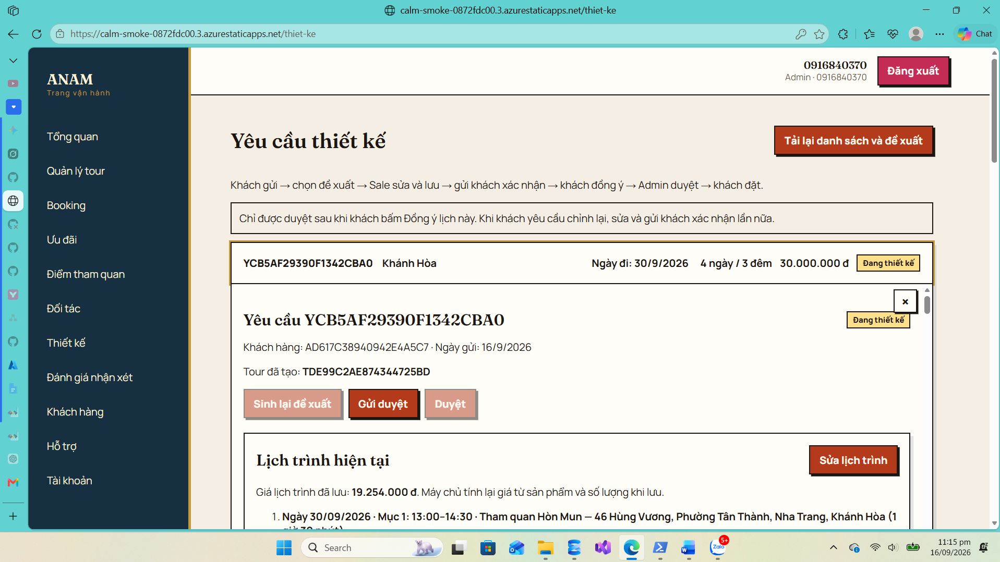 calm-smoke-0872fdc00.3.azurestaticapps.net/thiet-ke
https://calm-smoke-0872fdc00.3.azurestaticapps.net/thiet-ke
Chat
ANAM
Trang vận hành
Tổng quan
Quản lý tour
Booking
Ưu đãi
Điểm tham quan
Đối tác
Thiết kế
Đánh giá nhận xét
Khách hàng
Hỗ trợ
Tài khoản
0916840370
Admin · 0916840370
Đăng xuất
Yêu cầu thiết kế
Tải lại danh sách và đề xuất
Khách gửi → chọn đề xuất → Sale sửa và lưu → gửi khách xác nhận → khách đồng ý → Admin duyệt → khách đặt.
Chỉ được duyệt sau khi khách bấm Đồng ý lịch này. Khi khách yêu cầu chỉnh lại, sửa và gửi khách xác nhận lần nữa.
YCB5AF29390F1342CBA0 Khánh Hòa Ngày đi: 30/9/2026 4 ngày / 3 đêm 30.000.000 đ Đang thiết kế
×
Yêu cầu YCB5AF29390F1342CBA0
Đang thiết kế
Khách hàng: AD617C38940942E4A5C7 · Ngày gửi: 16/9/2026
Tour đã tạo: TDE99C2AE874344725BD
Sinh lại đề xuất Gửi duyệt Duyệt
Lịch trình hiện tại
Sửa lịch trình
Giá lịch trình đã lưu: 19.254.000 đ. Máy chủ tính lại giá từ sản phẩm và số lượng khi lưu.
1. Ngày 30/09/2026 · Mục 1: 13:00–14:30 · Tham quan Hòn Mun — 46 Hùng Vương, Phường Tân Thành, Nha Trang, Khánh Hòa (1
giờ 30 phút)
Search
Zalo
5+
11:15 pm
16/09/2026